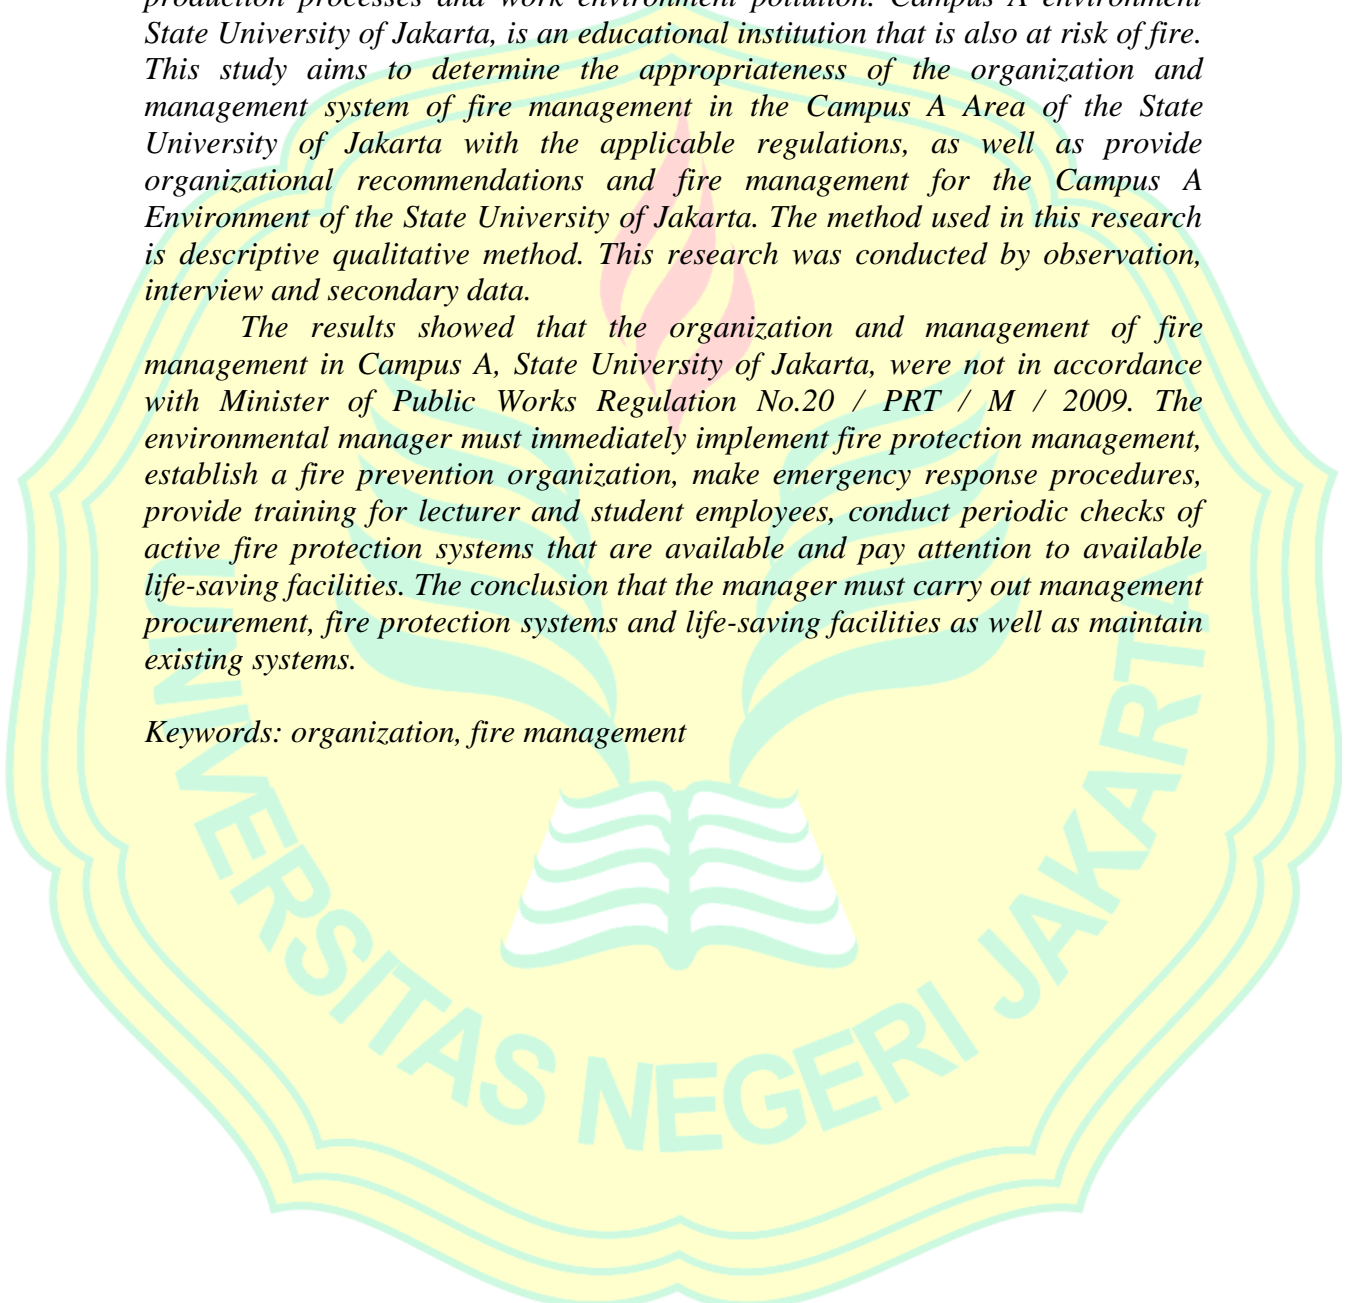 production processes and work environment pollution. Campus A environment
State University of Jakarta, is an educational institution that is also at risk of fire.
This study aims to determine the appropriateness of the organization and
management system of fire management in the Campus A Area of the State
University of Jakarta with the applicable regulations, as well as provide
organizational recommendations and fire management for the Campus A
Environment of the State University of Jakarta. The method used in this research
is descriptive qualitative method. This research was conducted by observation,
interview and secondary data.
The results showed that the organization and management of fire
management in Campus A, State University of Jakarta, were not in accordance
with Minister of Public Works Regulation No.20 / PRT / M / 2009. The
environmental manager must immediately implement fire protection management,
establish a fire prevention organization, make emergency response procedures,
provide training for lecturer and student employees, conduct periodic checks of
active fire protection systems that are available and pay attention to available
life-saving facilities. The conclusion that the manager must carry out management
procurement, fire protection systems and life-saving facilities as well as maintain
existing systems.
Keywords: organization, fire management
UNIVERSITAS NEGERI JAKARTA